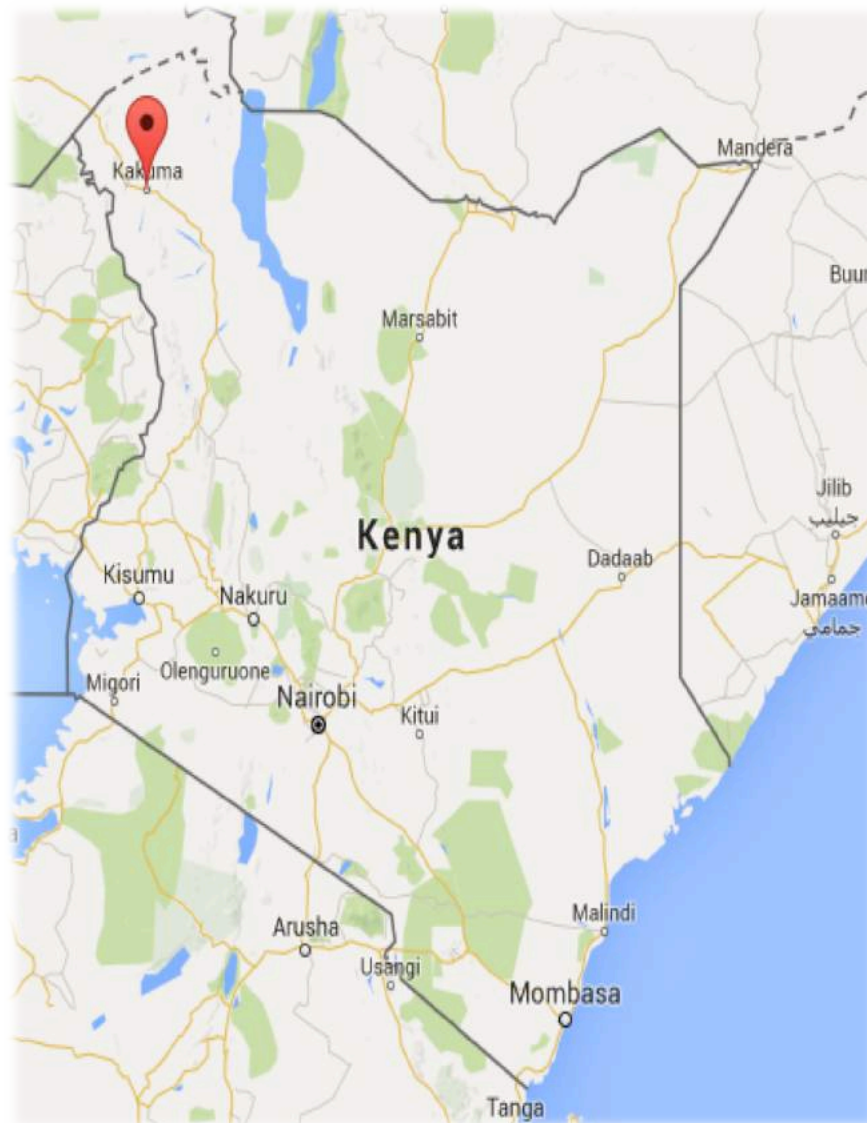 Mandera
Kakuma
Buur
Marsabit
Jilib
جيليب
Kenya
Dadaab
Kisumu
Nakuru
Jamaame
جمامي
Olenguruone
Migori
Nairobi
Kitui
a
Malindi
Arusha
Usangi
Mombasa
Tanga